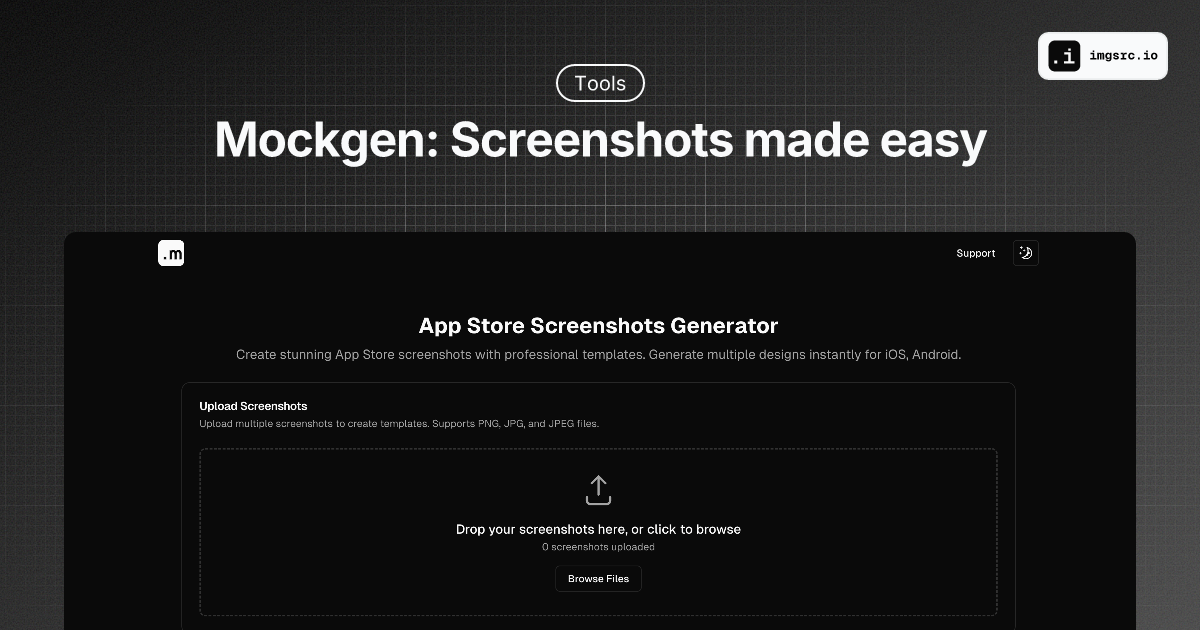 .i imgsrc.io
Tools
Mockgen: Screenshots made easy
.m
Support
App Store Screenshots Generator
Create stunning App Store screenshots with professional templates. Generate multiple designs instantly for iOS, Android.
Upload Screenshots
Upload multiple screenshots to create templates. Supports PNG, JPG, and JPEG files.
Drop your screenshots here, or click to browse
0 screenshots uploaded
Browse Files